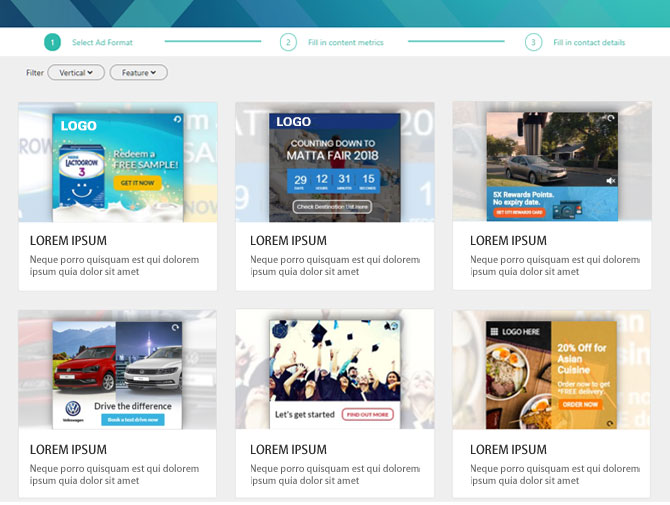 1 Select Ad Format 2 Fill in content metrics 3 Fill in contact details
Filter Vertical Feature
LOGO
Redeem a
FREE SAMPLE!
LACTOGROW
3
GET IT NOW
LOREM IPSUM
Neque porro quisquam est qui dolorem
ipsum quia dolor sit amet
LOGO
COUNTING DOWN TO
MATTA FAIR 2018
29 12 31 15
DAYS HOURS MINUTES SECONDS
Check Destination List Here
LOREM IPSUM
Neque porro quisquam est qui dolorem
ipsum quia dolor sit amet
5X Rewards Points.
No expiry date.
LOREM IPSUM
Neque porro quisquam est qui dolorem
ipsum quia dolor sit amet
Drive the difference
Volkswagen
Book a test drive now
LOREM IPSUM
Neque porro quisquam est qui dolorem
ipsum quia dolor sit amet
Let's get started
FIND OUT MORE
LOREM IPSUM
Neque porro quisquam est qui dolorem
ipsum quia dolor sit amet
LOGO HERE
20% Off for
Asian
Cuisine
Order now to get
*FREE delivery.
ORDER NOW
LOREM IPSUM
Neque porro quisquam est qui dolorem
ipsum quia dolor sit amet